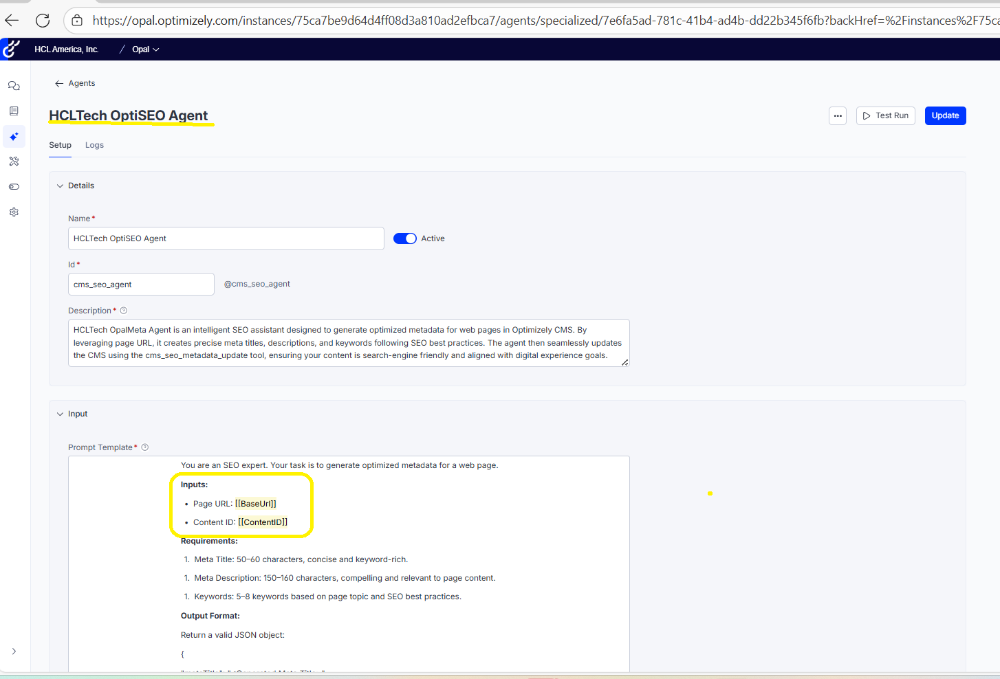 https://opal.optimizely.com/instances/75ca7be9d64d4ff08d3a810ad2efbca7/agents/specialized/7e6fa5ad-781c-41b4-ad4b-dd22b345f6fb?backHref=%2Finstances%2F75ca
HCL America, Inc. / Opal
Agents
HCLTech OptiSEO Agent
Test Run
Update
Setup Logs
Details
Name*
HCLTech OptiSEO Agent
Active
Id*
cms_seo_agent
@cms_seo_agent
Description*
HCLTech OpalMeta Agent is an intelligent SEO assistant designed to generate optimized metadata for web pages in Optimizely CMS. By
leveraging page URL, it creates precise meta titles, descriptions, and keywords following SEO best practices. The agent then seamlessly updates
the CMS using the cms_seo_metadata_update tool, ensuring your content is search-engine friendly and aligned with digital experience goals.
Input
Prompt Template*
You are an SEO expert. Your task is to generate optimized metadata for a web page.
Inputs:
• Page URL: [[BaseUrl]]
• Content ID: [[ContentID]]
Requirements:
1. Meta Title: 50–60 characters, concise and keyword-rich.
1. Meta Description: 150–160 characters, compelling and relevant to page content.
1. Keywords: 5–8 keywords based on page topic and SEO best practices.
Output Format:
Return a valid JSON object:
{